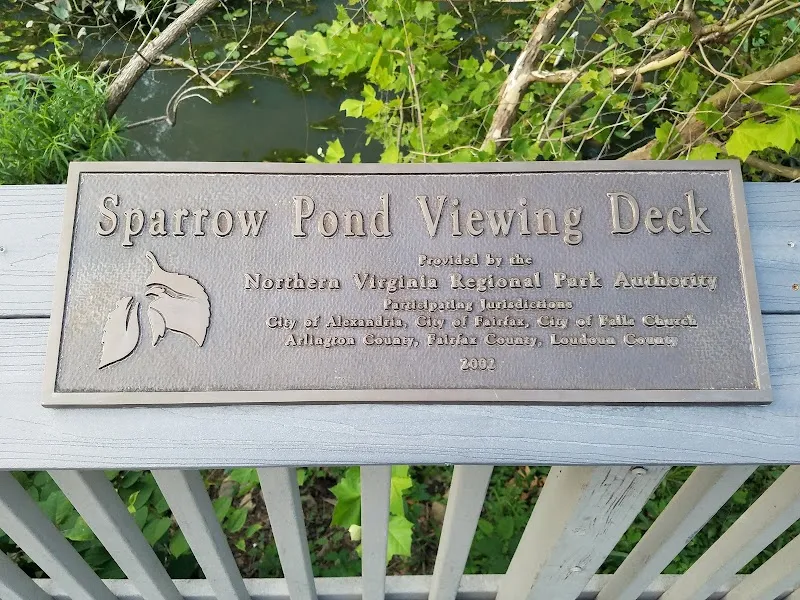 Sparrow Pond Viewing Deck
Provided by the
Northern Virginia Regional Park Authority
Participating Jurisdictions
City of Alexandria, City of Fairfax, City of Falls Church
Arlington County, Fairfax County, Loudoun County
2002